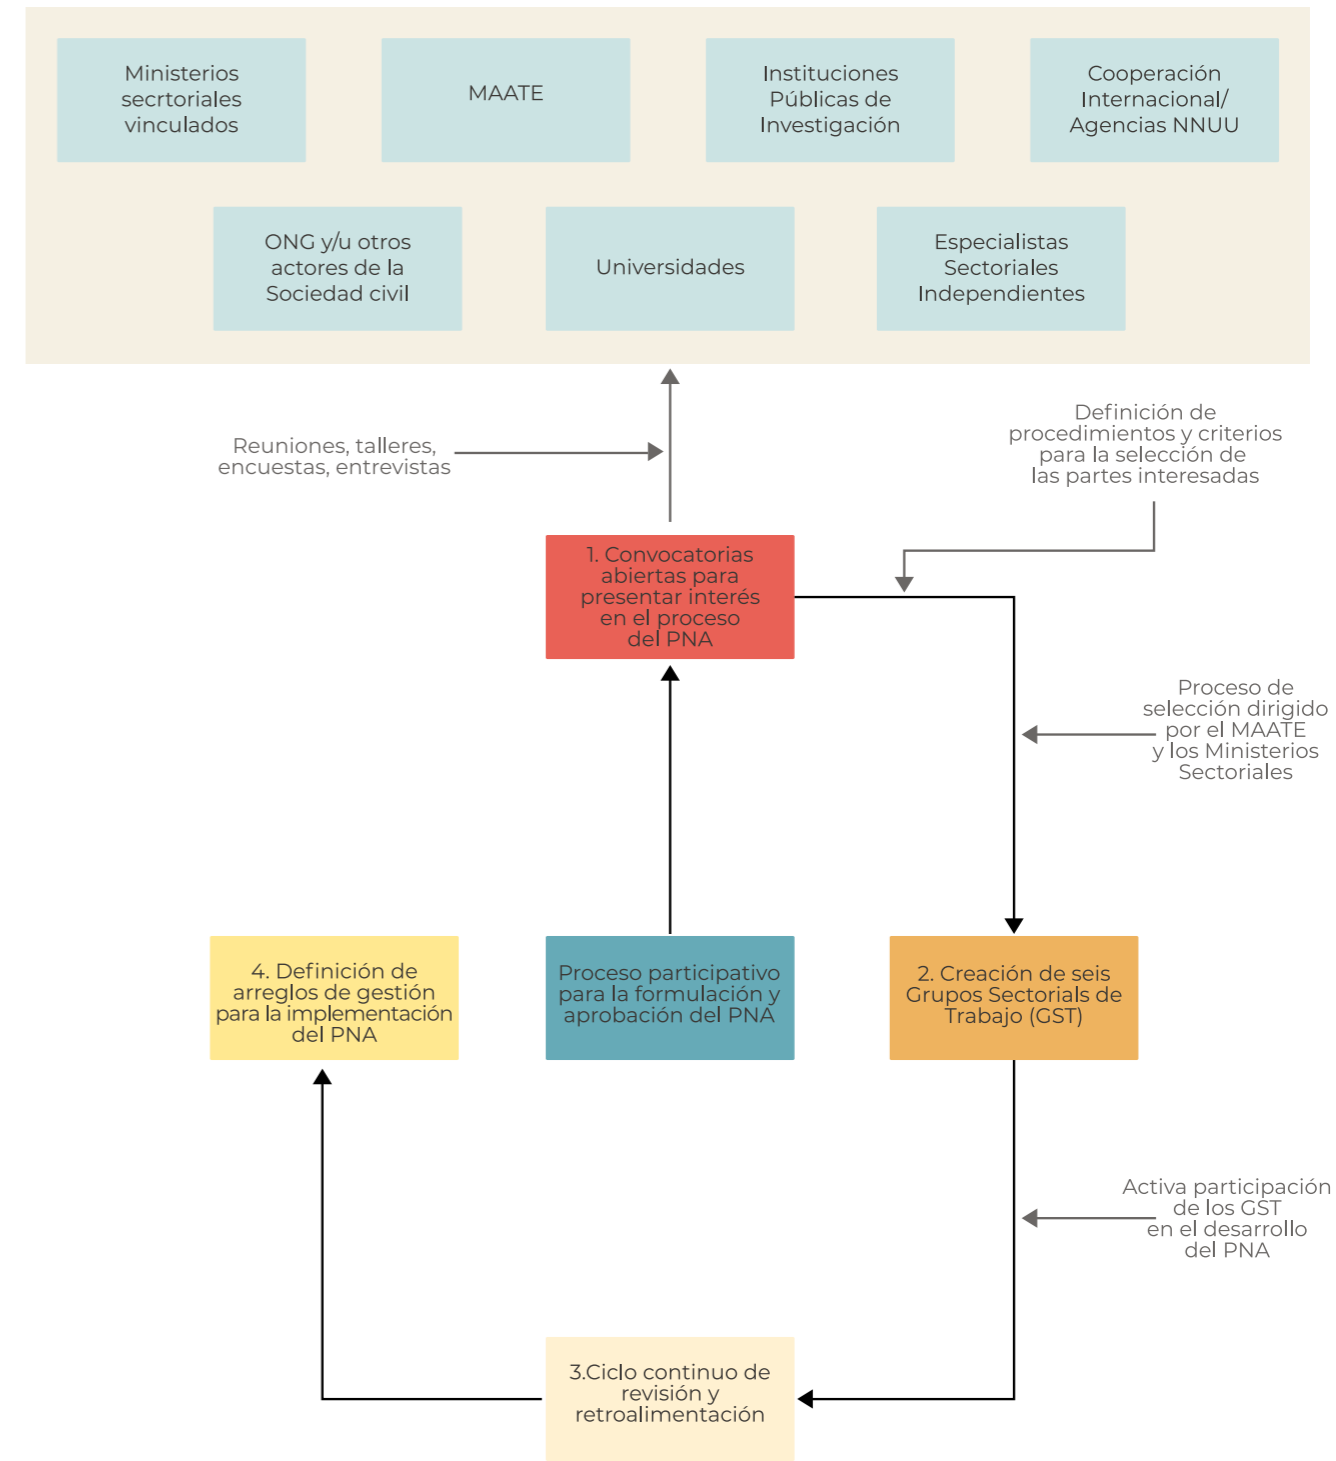 Ministerios
secrtoriales
vinculados
MAATE
Instituciones
Públicas de
Investigación
Cooperación
Internacional/
Agencias NNUU
ONG y/u otros
actores de la
Sociedad civil
Universidades
Especialistas
Sectoriales
Independientes
Reuniones, talleres,
encuestas, entrevistas
Definición de
procedimientos y criterios
para la selección de
las partes interesadas
1. Convocatorias
abiertas para
presentar interés
en el proceso
del PNA
Proceso de
selección dirigido
por el MAATE
y los Ministerios
Sectoriales
4. Definición de
arreglos de gestión
para la implementación
del PNA
Proceso participativo
para la formulación y
aprobación del PNA
2. Creación de seis
Grupos Sectorials de
Trabajo (GST)
Activa participación
de los GST
en el desarrollo
del PNA
3.Ciclo continuo de
revisión y
retroalimentación